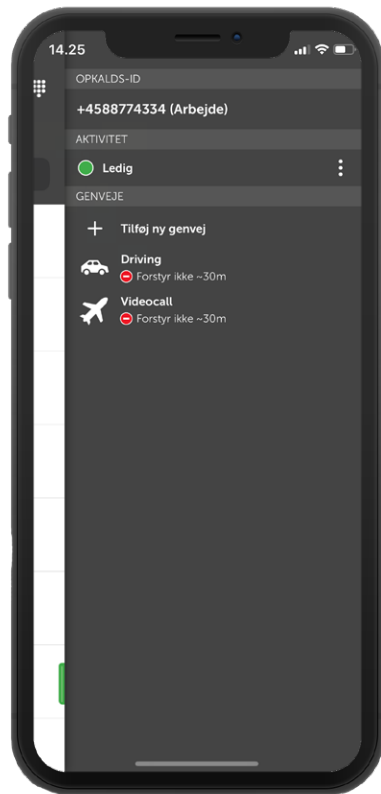 14.25
OPKALDS-ID
+4588774334 (Arbejde)
AKTIVITET
Ledig
GENVEJE
Tilføj ny genvej
Driving
Forstyr ikke ~30m
Videocall
Forstyr ikke ~30m